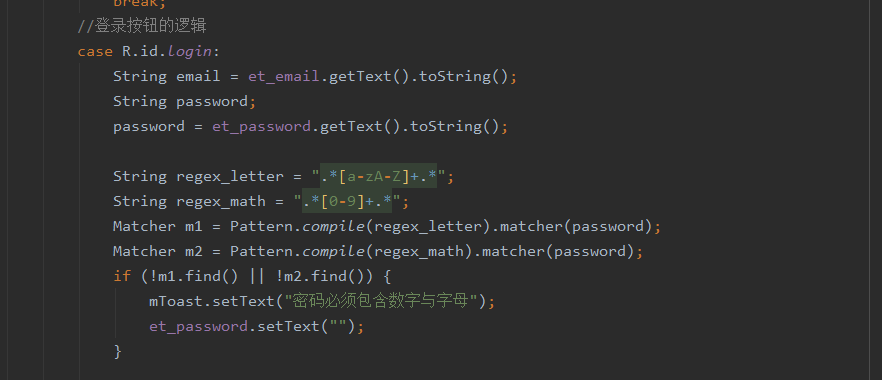 break;
//登录按钮的逻辑
case R.id.login:
String email = et_email.getText().toString();
String password;
password = et_password.getText().toString();
String regex_letter = ".*[a-zA-Z]+.*";
String regex_math = ".*[0-9]+.*";
Matcher m1 = Pattern.compile(regex_letter).matcher(password);
Matcher m2 = Pattern.compile(regex_math).matcher(password);
if (!m1.find() || !m2.find()) {
mToast.setText("密码必须包含数字与字母");
et_password.setText("");
}